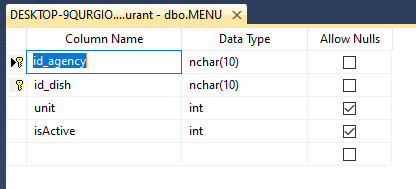 DESKTOP-9QURGIO....urant - dbo.MENU
Column Name Data Type Allow Nulls
id_agency nchar(10)
id_dish nchar(10)
unit int
isActive int